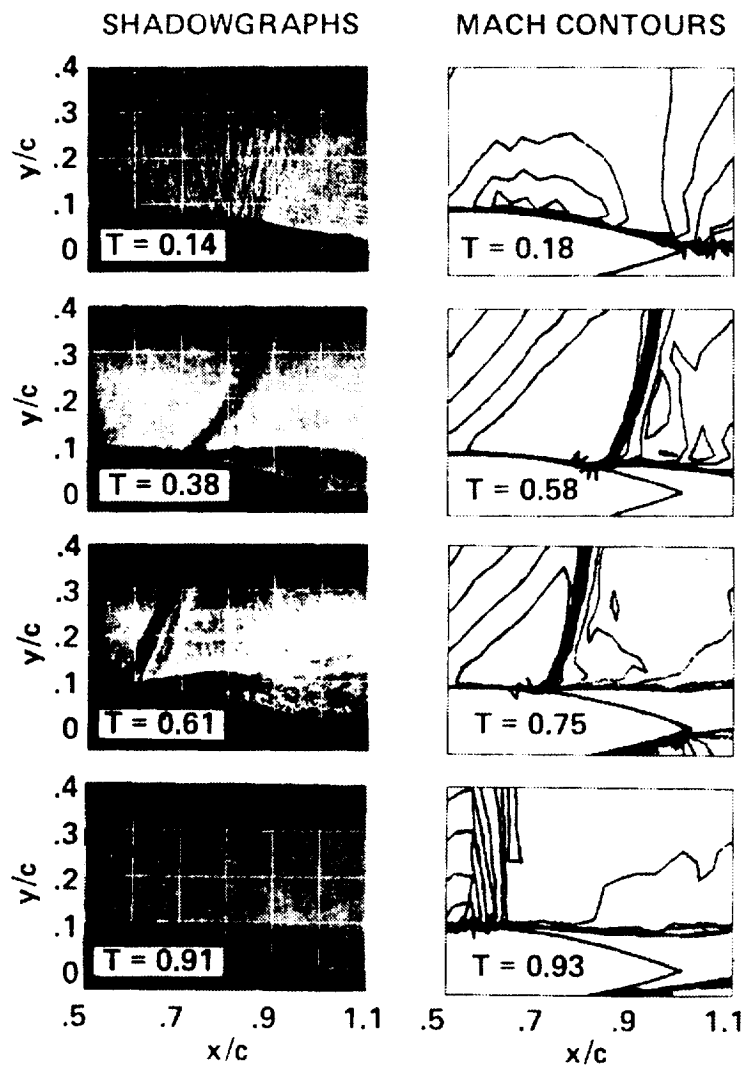 SHADOWGRAPHS MACH CONTOURS
.4
.3
y/c
.2
.1
0
T = 0.14
T = 0.18
.4
.3
y/c
.2
.1
0
T = 0.38
T = 0.58
.4
.3
y/c
.2
.1
0
T = 0.61
T = 0.75
.4
.3
y/c
.2
.1
0
T = 0.91
T = 0.93
.5 .7 .9 1.1 .5 .7 .9 1.1
x/c x/c